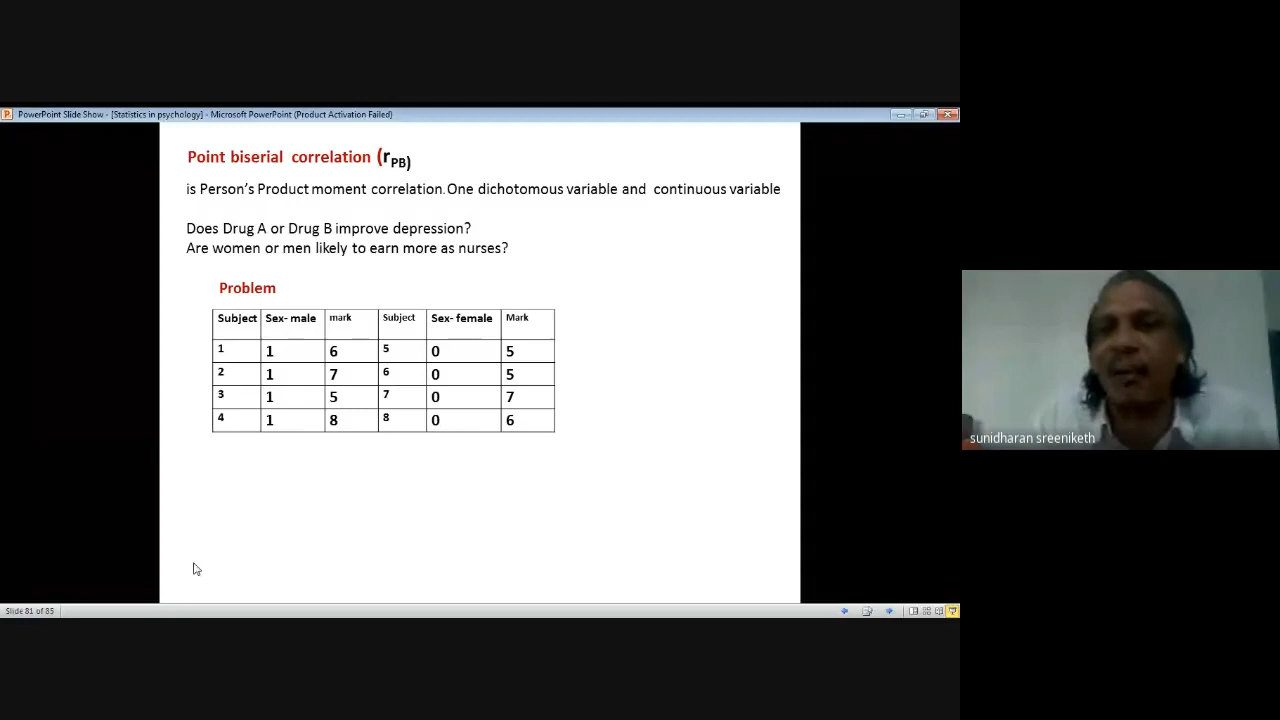 PowerPoint Slide Show - [Statistics in psychology] - Microsoft PowerPoint (Product Activation Failed)
Point biserial correlation (rPB)
is Person's Product moment correlation. One dichotomous variable and continuous variable
Does Drug A or Drug B improve depression?
Are women or men likely to earn more as nurses?
Problem
Subject Sex- male mark Subject Sex- female Mark
1 1 6 5 0 5
2 1 7 6 0 5
3 1 5 7 0 7
4 1 8 8 0 6
sunidharan sreeniketh
Slide 81 of 85